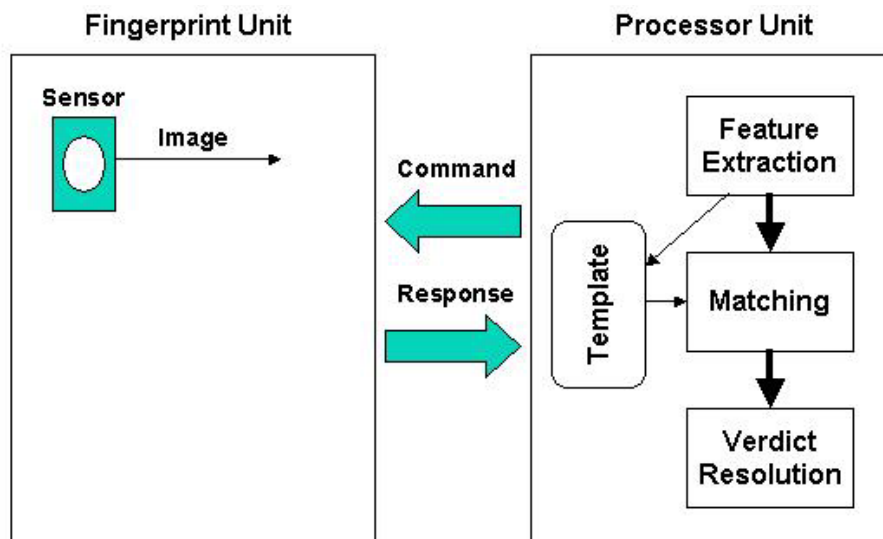 Fingerprint Unit
Processor Unit
Sensor
Image
Command
Response
Feature
Extraction
Template
Matching
Verdict
Resolution